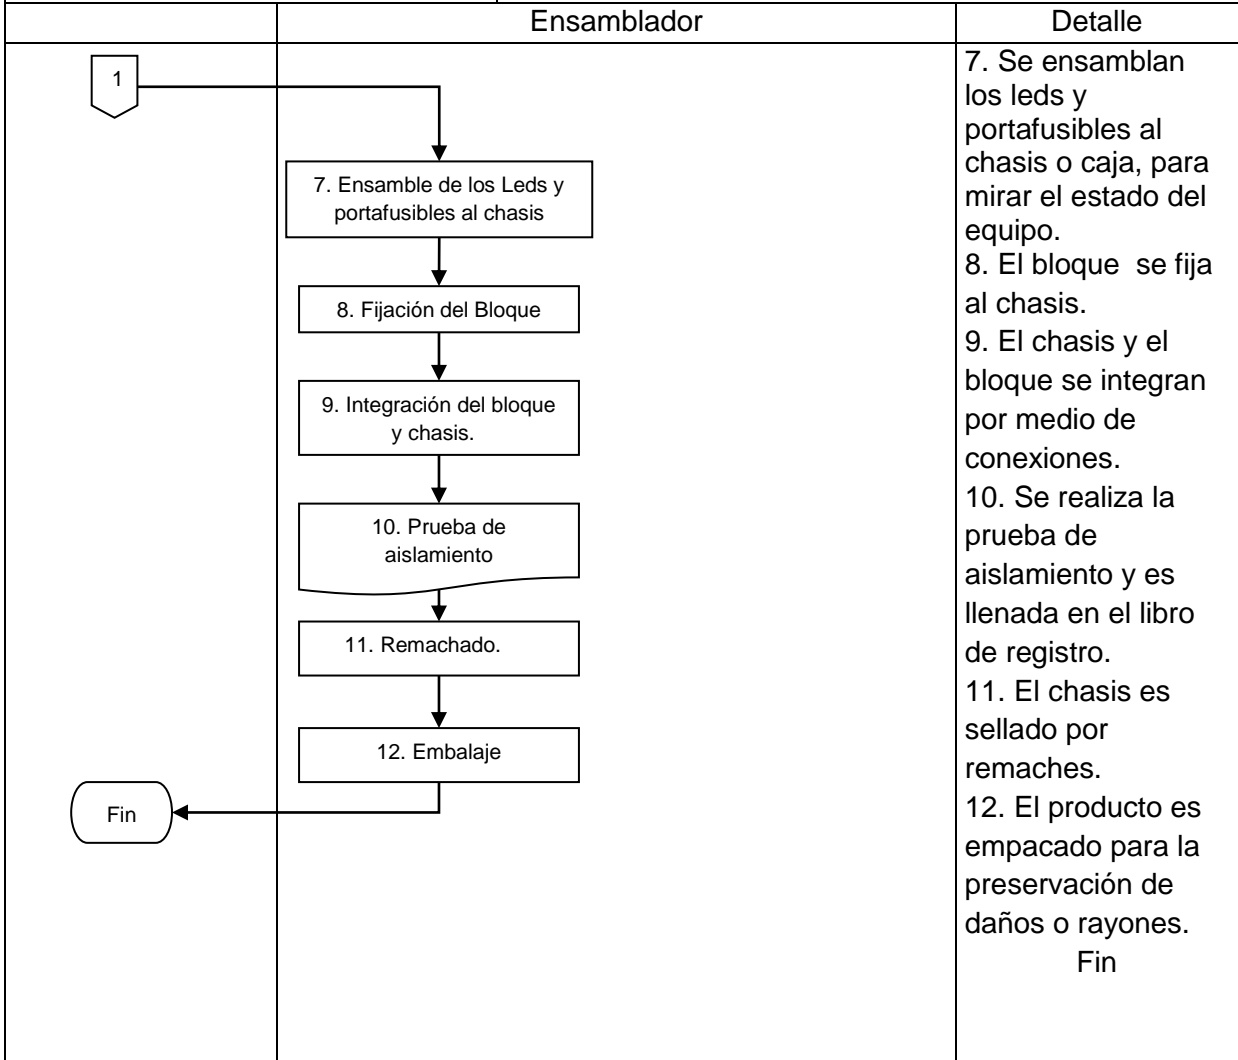 Ensamblador
Detalle
1
7. Ensamble de los Leds y
portafusibles al chasis
8. Fijación del Bloque
9. Integración del bloque
y chasis.
10. Prueba de
aislamiento
11. Remachado.
12. Embalaje
Fin
7. Se ensamblan
los leds y
portafusibles al
chasis o caja, para
mirar el estado del
equipo.
8. El bloque  se fija
al chasis.
9. El chasis y el
bloque se integran
por medio de
conexiones.
10. Se realiza la
prueba de
aislamiento y es
llenada en el libro
de registro.
11. El chasis es
sellado por
remaches.
12. El producto es
empacado para la
preservación de
daños o rayones.
Fin